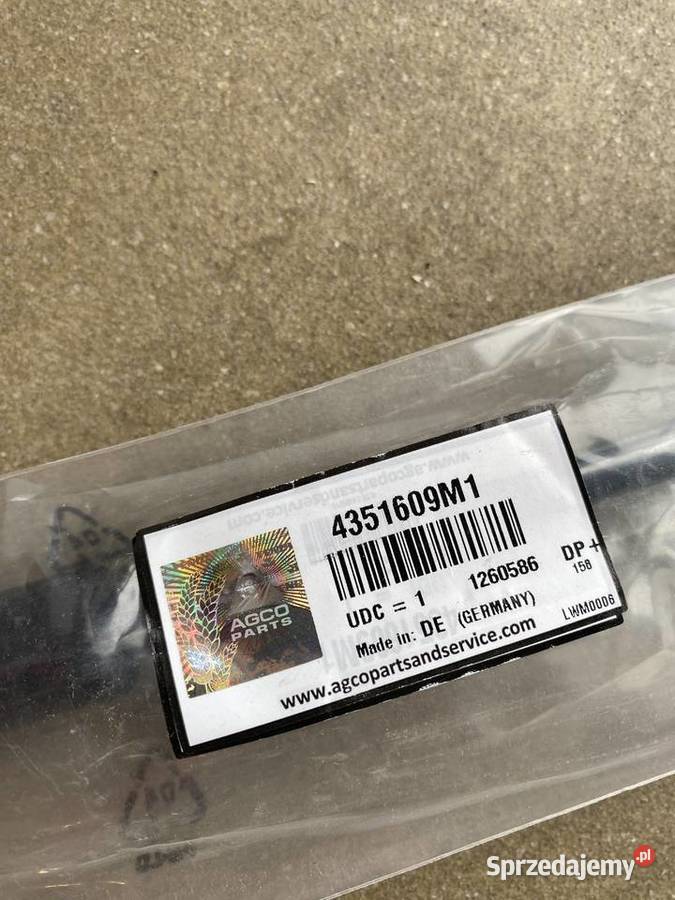 www.agcopartsandservice.com
4351609M1
AGCO
PARTS
UDC = 1
1260586
DP+
158
Made in: DE (GERMANY)
LWM0006
www.agcopartsandservice.com
Sprzedajemy.pl